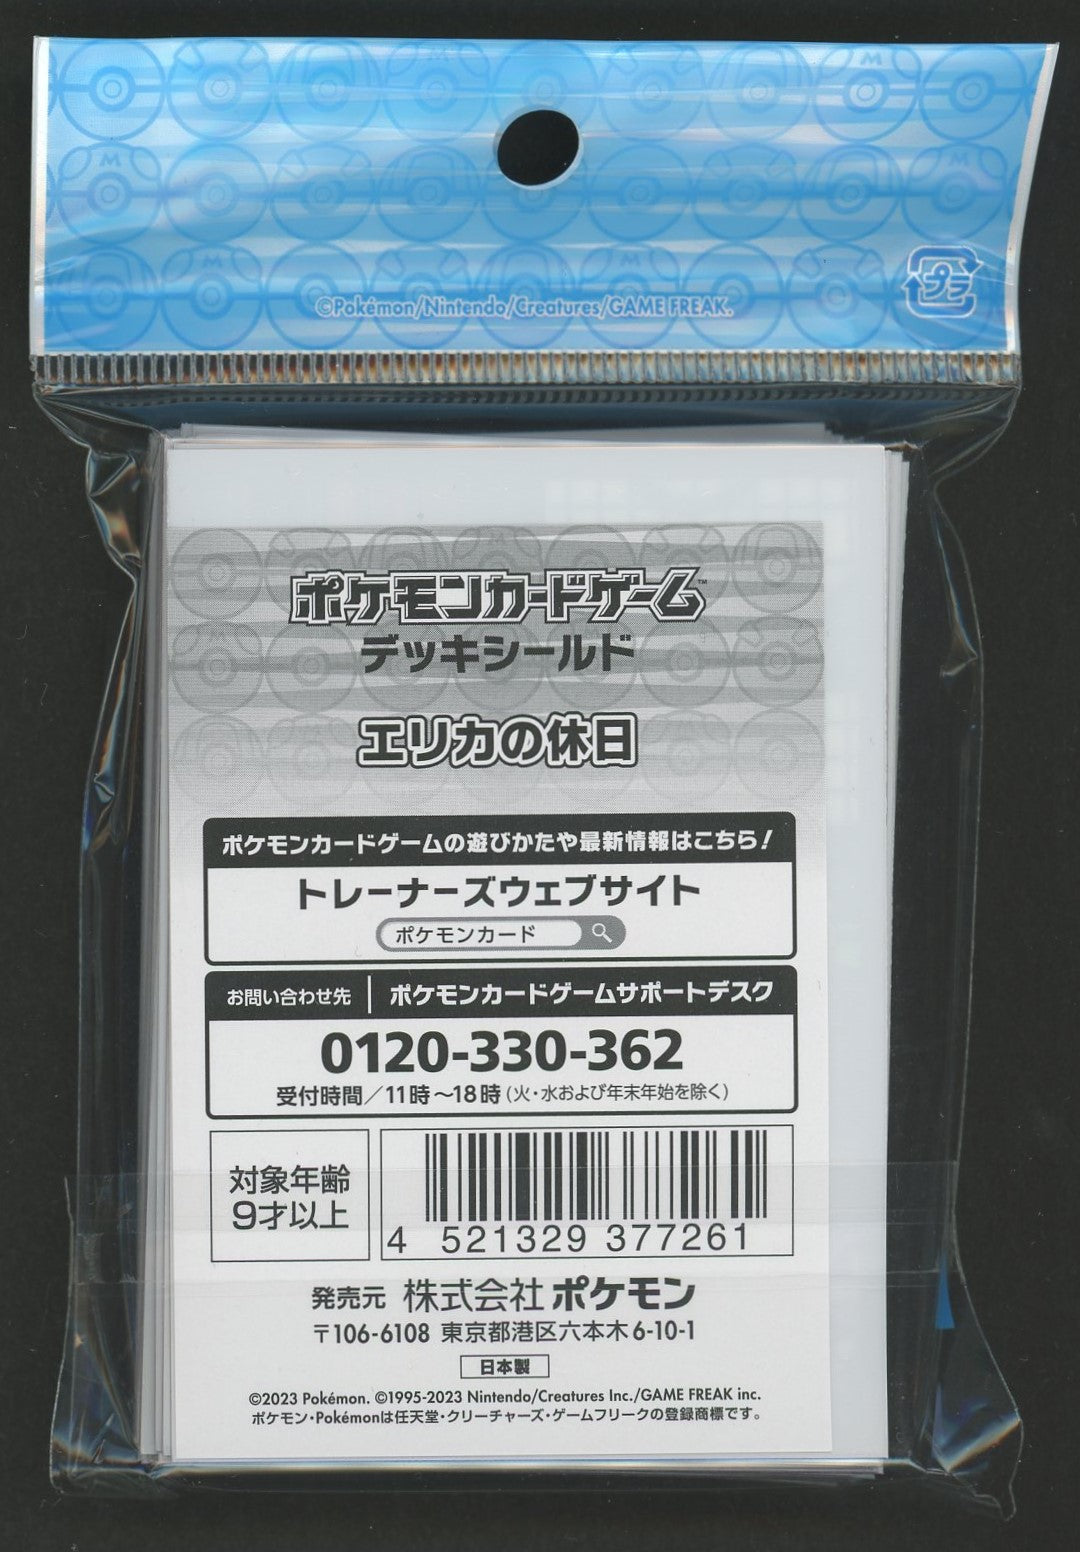 ©Pokémon/Nintendo/Creatures/GAME FREAK.
プラ
ポケモンカードゲーム™
デッキシールド
エリカの休日
ポケモンカードゲームの遊びかたや最新情報はこちら！
トレーナーズウェブサイト
ポケモンカード
お問い合わせ先 ポケモンカードゲームサポートデスク
0120-330-362
受付時間／11時～18時（火・水および年末年始を除く）
対象年齢
9才以上
4 521329 377261
発売元 株式会社ポケモン
〒106-6108 東京都港区六本木6-10-1
日本製
©2023 Pokémon. ©1995-2023 Nintendo/Creatures Inc./GAME FREAK inc.
ポケモン・Pokémonは任天堂・クリーチャーズ・ゲームフリークの登録商標です。